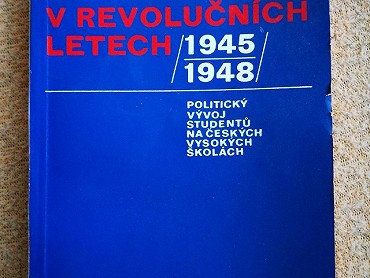 V REVOLUČNÍCH
LETECH /1945/
1948/
POLITICKÝ
VÝVOJ
STUDENTŮ
NA ČESKÝCH
VYSOKÝCH
ŠKOLÁCH